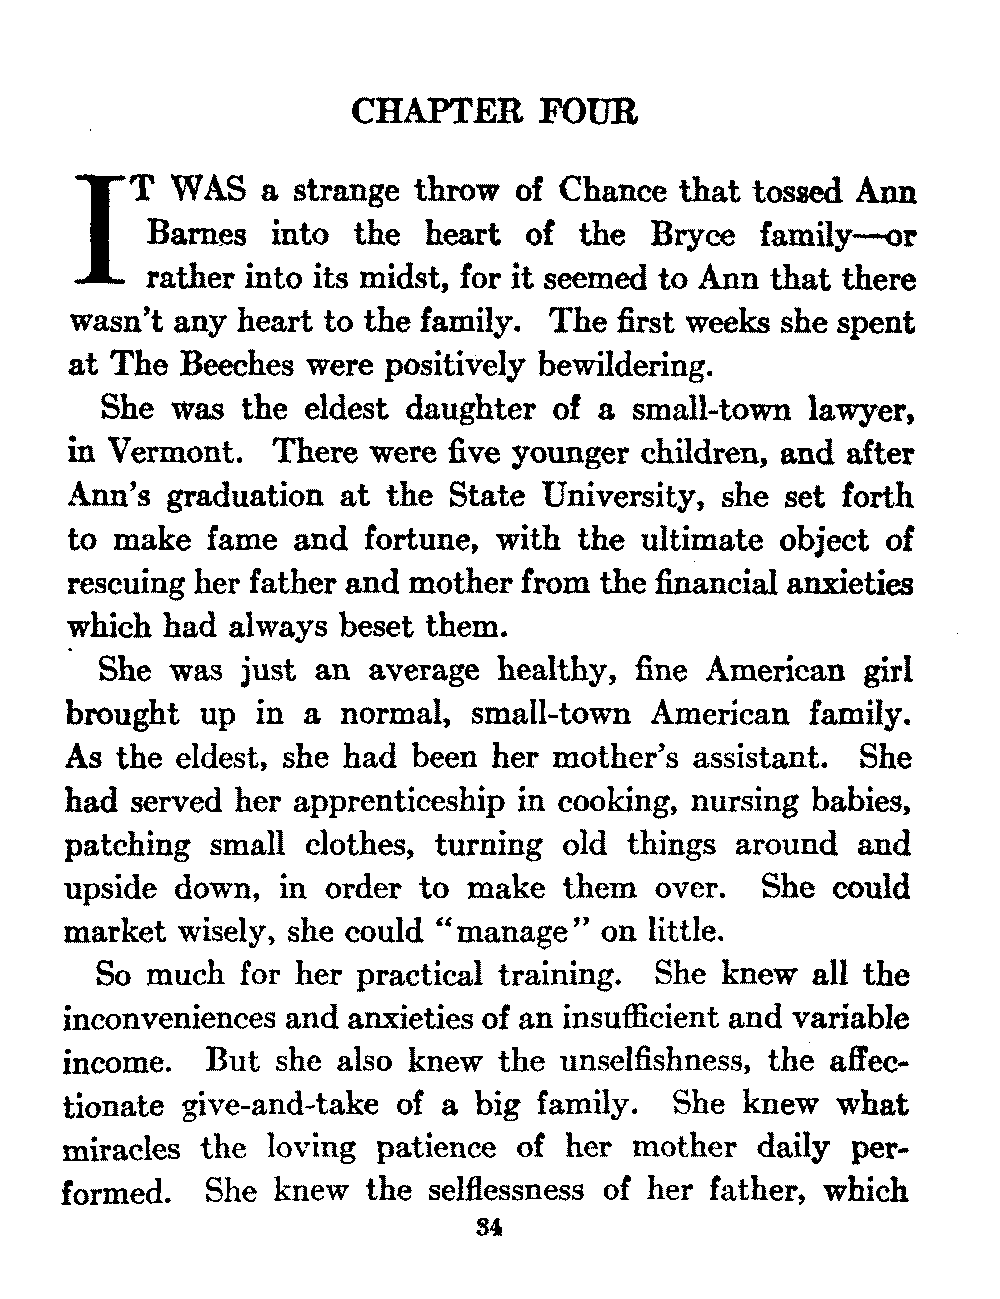 CHAPTER FOUR
IT WAS a strange throw of Chance that tossed Ann
Barnes into the heart of the Bryce family—or
rather into its midst, for it seemed to Ann that there
wasn't any heart to the family. The first weeks she spent
at The Beeches were positively bewildering.
She was the eldest daughter of a small-town lawyer,
in Vermont. There were five younger children, and after
Ann's graduation at the State University, she set forth
to make fame and fortune, with the ultimate object of
rescuing her father and mother from the financial anxieties
which had always beset them.
She was just an average healthy, fine American girl
brought up in a normal, small-town American family.
As the eldest, she had been her mother's assistant. She
had served her apprenticeship in cooking, nursing babies,
patching small clothes, turning old things around and
upside down, in order to make them over. She could
market wisely, she could "manage" on little.
So much for her practical training. She knew all the
inconveniences and anxieties of an insufficient and variable
income. But she also knew the unselfishness, the affec-
tionate give-and-take of a big family. She knew what
miracles the loving patience of her mother daily per-
formed. She knew the selflessness of her father, which
34